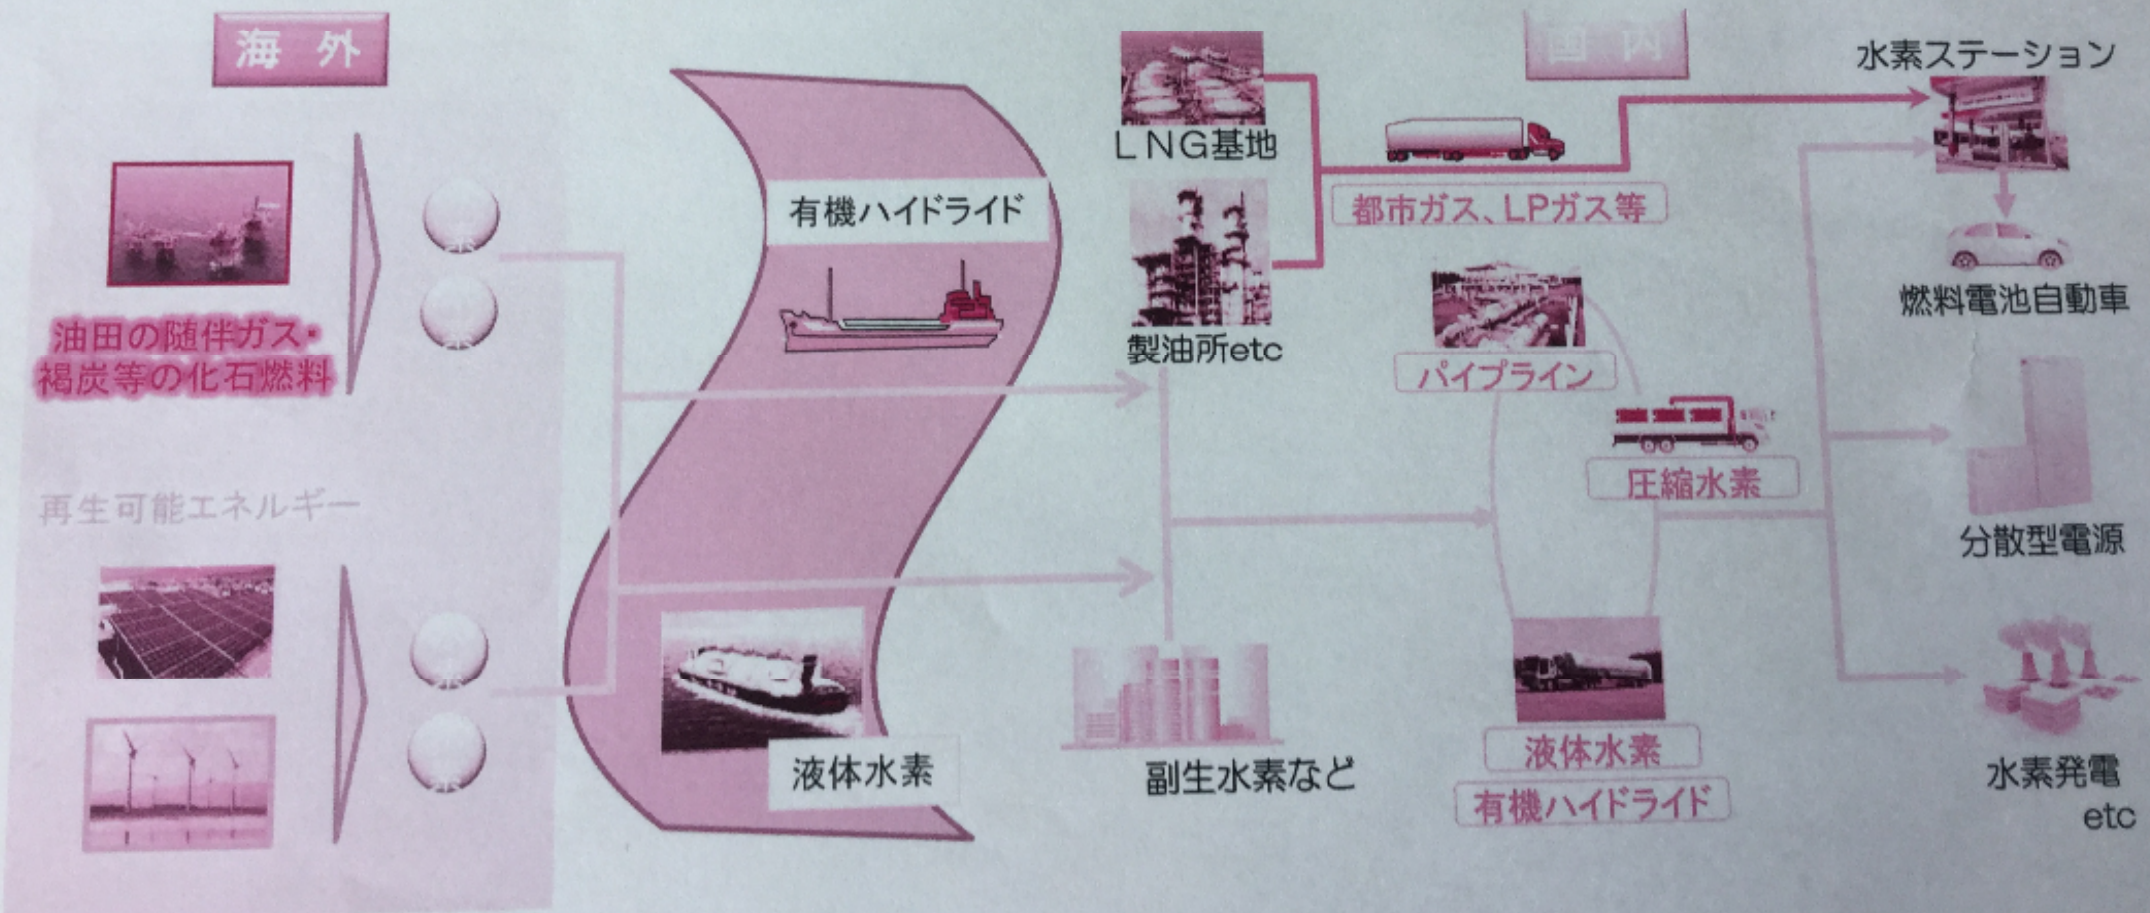 海外
油田の随伴ガス・
褐炭等の化石燃料
再生可能エネルギー
有機ハイドライド
液体水素
国内
LNG基地
製油所etc
副生水素など
都市ガス、LPガス等
パイプライン
圧縮水素
液体水素
有機ハイドライド
水素ステーション
燃料電池自動車
分散型電源
水素発電
etc